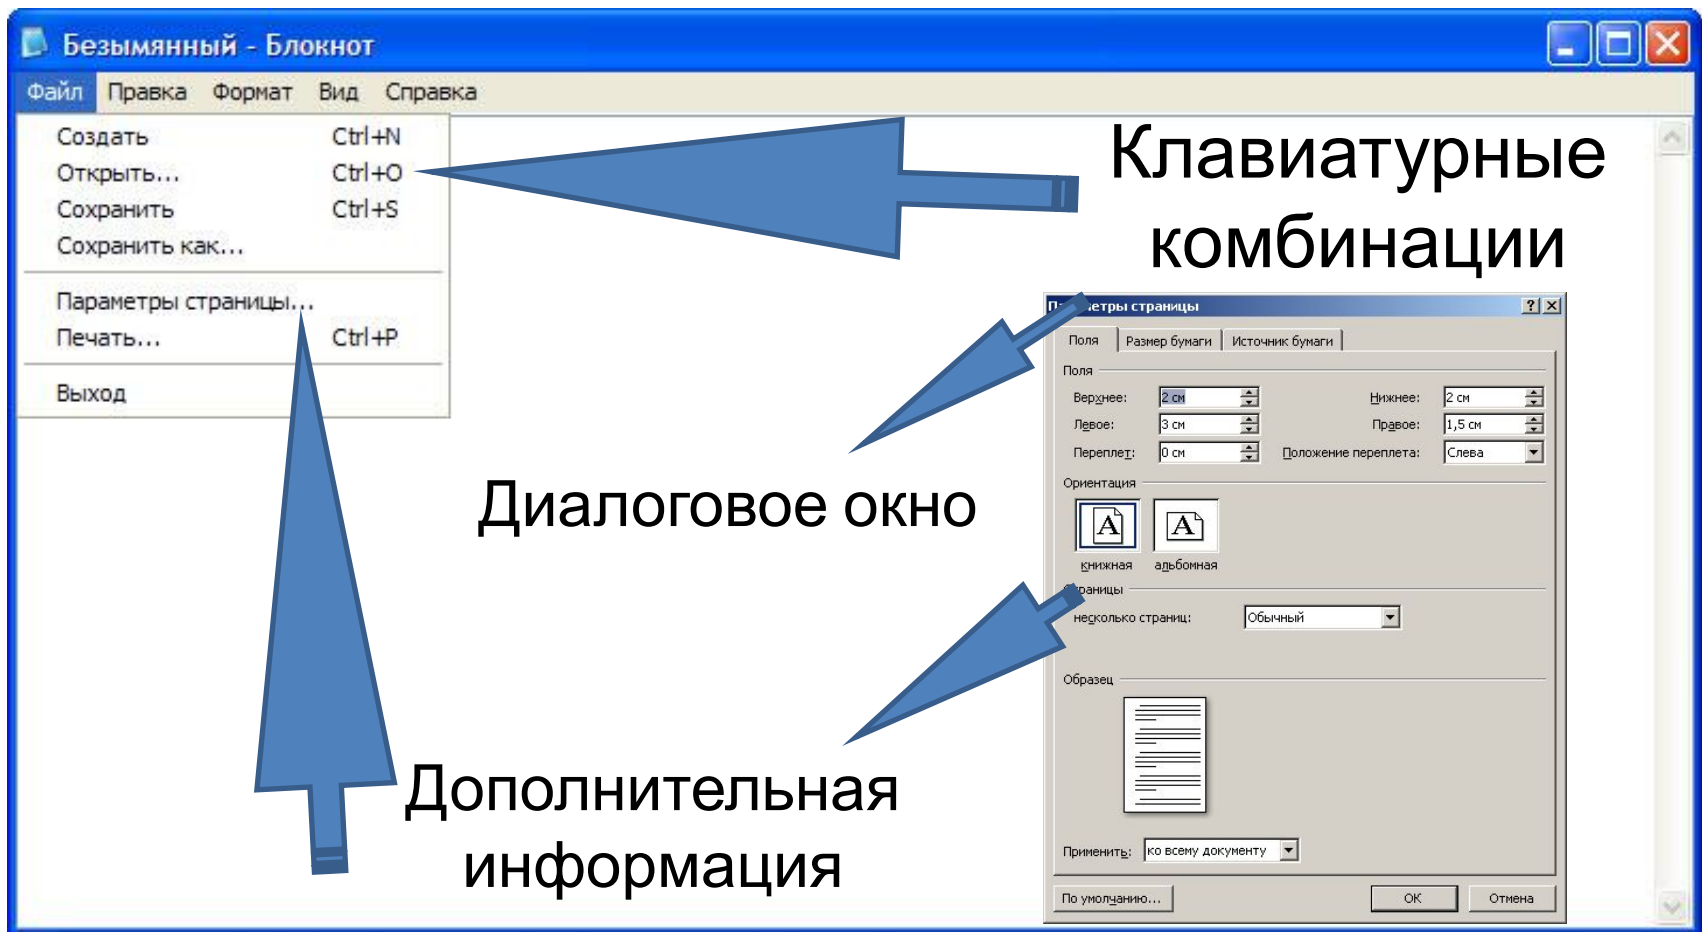 Безымянный - Блокнот
Файл Правка Формат Вид Справка
Создать Ctrl+N
Открыть... Ctrl+O
Сохранить Ctrl+S
Сохранить как...
Параметры страницы...
Печать... Ctrl+P
Выход
Клавиатурные
комбинации
Диалоговое окно
Дополнительная
информация
страницы
Поля Размер бумаги Источник бумаги
Поля
Верхнее: 2 см Нижнее: 2 см
Левое: 3 см Правое: 1,5 см
Переплет: 0 см Положение переплета: Слева
Ориентация
A A
книжная альбомная
несколько страниц: Обычный
Образец
Применить: ко всему документу
По умолчанию... ОК Отмена